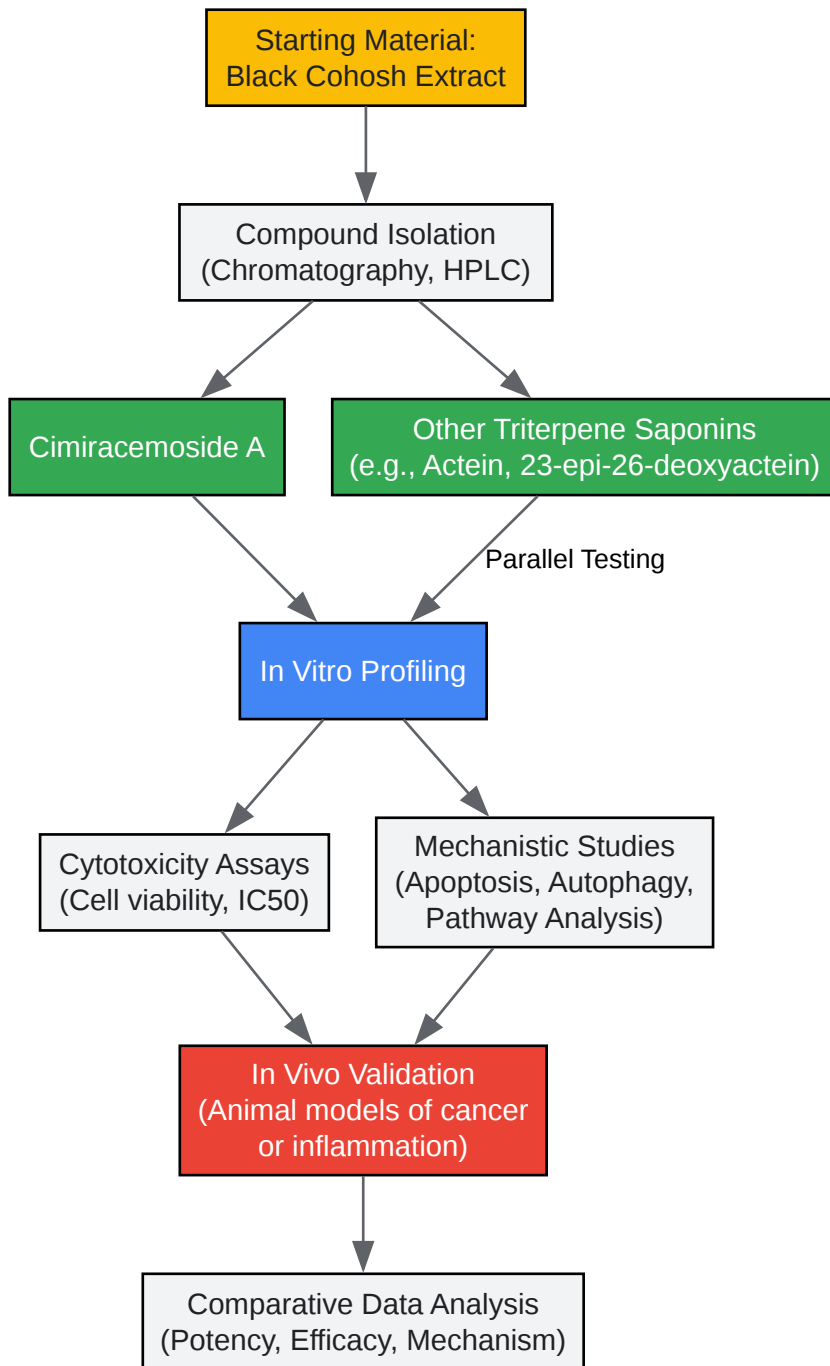 Starting Material:
Black Cohosh Extract
Compound Isolation
(Chromatography, HPLC)
Cimiracemoside A
Other Triterpene Saponins
(e.g., Actein, 23-epi-26-deoxyactein)
Parallel Testing
In Vitro Profiling
Cytotoxicity Assays
(Cell viability, IC50)
Mechanistic Studies
(Apoptosis, Autophagy,
Pathway Analysis)
In Vivo Validation
(Animal models of cancer
or inflammation)
Comparative Data Analysis
(Potency, Efficacy, Mechanism)